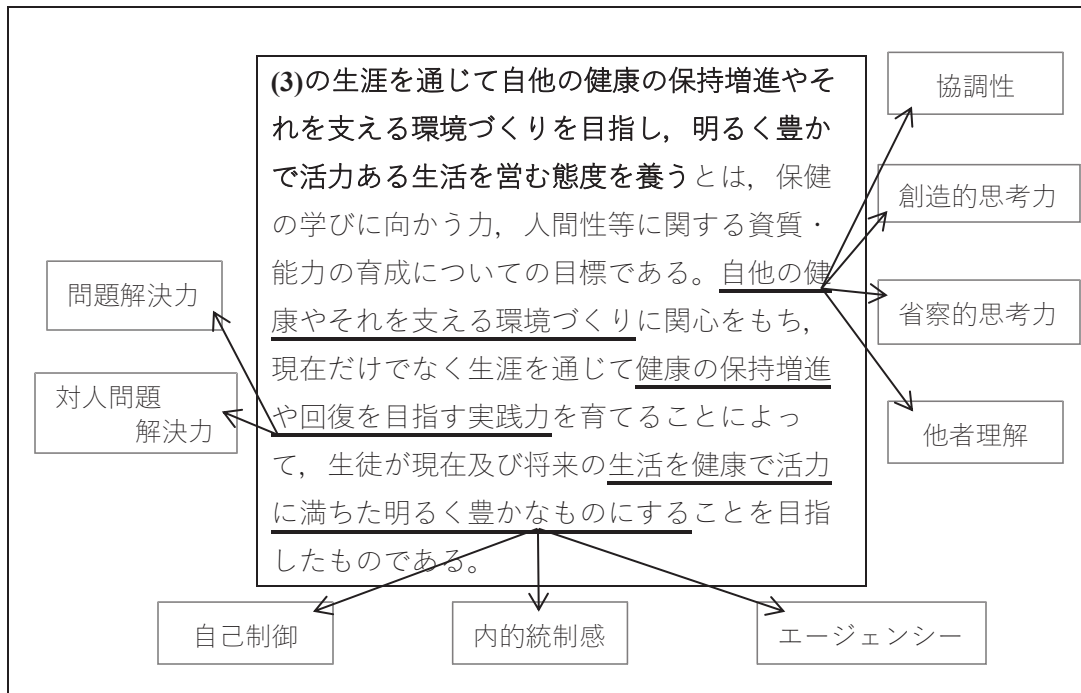 (3)の生涯を通じて自他の健康の保持増進やそ
れを支える環境づくりを目指し，明るく豊か
で活力ある生活を営む態度を養うとは，保健
の学びに向かう力，人間性等に関する資質・
能力の育成についての目標である。自他の健
康やそれを支える環境づくりに関心をもち，
現在だけでなく生涯を通じて健康の保持増進
や回復を目指す実践力を育てることによっ
て，生徒が現在及び将来の生活を健康で活力
に満ちた明るく豊かなものにすることを目指
したものである。
協調性
創造的思考力
省察的思考力
他者理解
問題解決力
対人問題
解決力
自己制御
内的統制感
エージェンシー